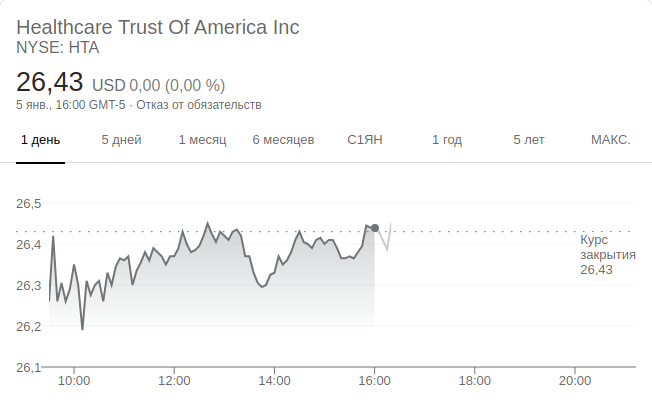 Healthcare Trust Of America Inc
NYSE: HTA
26,43 USD 0,00 (0,00 %)
5 янв., 16:00 GMT-5 · Отказ от обязательств
1 день 5 дней 1 месяц 6 месяцев С1ЯН 1 год 5 лет МАКС.
26,5
26,4
26,3
26,2
26,1
Курс
закрытия
26,43
10:00 12:00 14:00 16:00 18:00 20:00